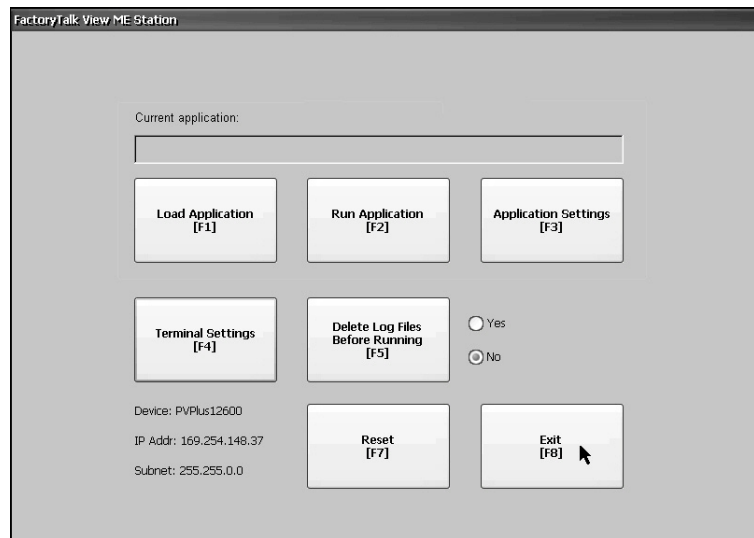 FactoryTalk View ME Station
Current application:
Load Application
[F1]
Run Application
[F2]
Application Settings
[F3]
Terminal Settings
[F4]
Delete Log Files
Before Running
[F5]
Yes
No
Device: PVPlus12600
IP Addr: 169.254.148.37
Subnet: 255.255.0.0
Reset
[F7]
Exit
[F8]